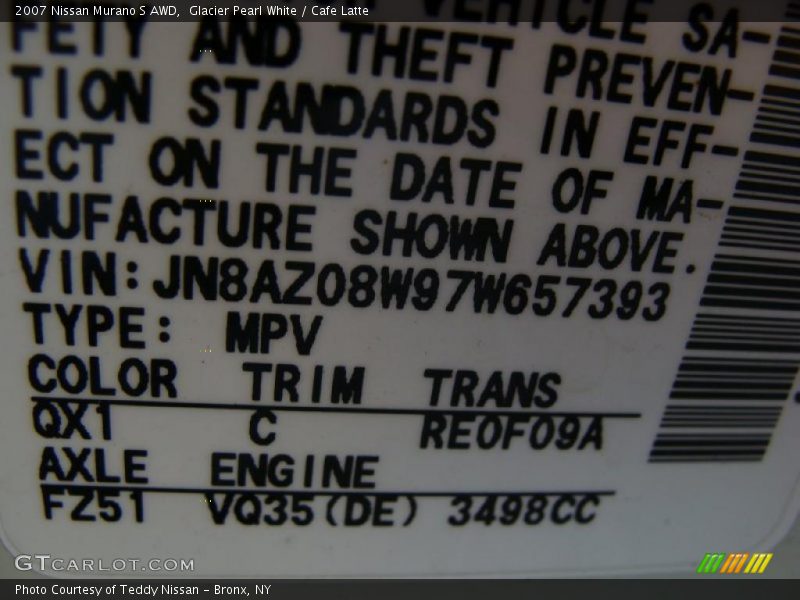 2007 Nissan Murano S AWD, Glacier Pearl White / Cafe Latte
VEHICLE SA-
FETY AND THEFT PREVEN-
TION STANDARDS IN EFF-
ECT ON THE DATE OF MA-
NUFACTURE SHOWN ABOVE.
VIN: JN8AZ08W97W657393
TYPE: MPV
COLOR TRIM TRANS
QX1 C RE0F09A
AXLE ENGINE
FZ51 VQ35(DE) 3498CC
GTCARLOT.COM
Photo Courtesy of Teddy Nissan - Bronx, NY